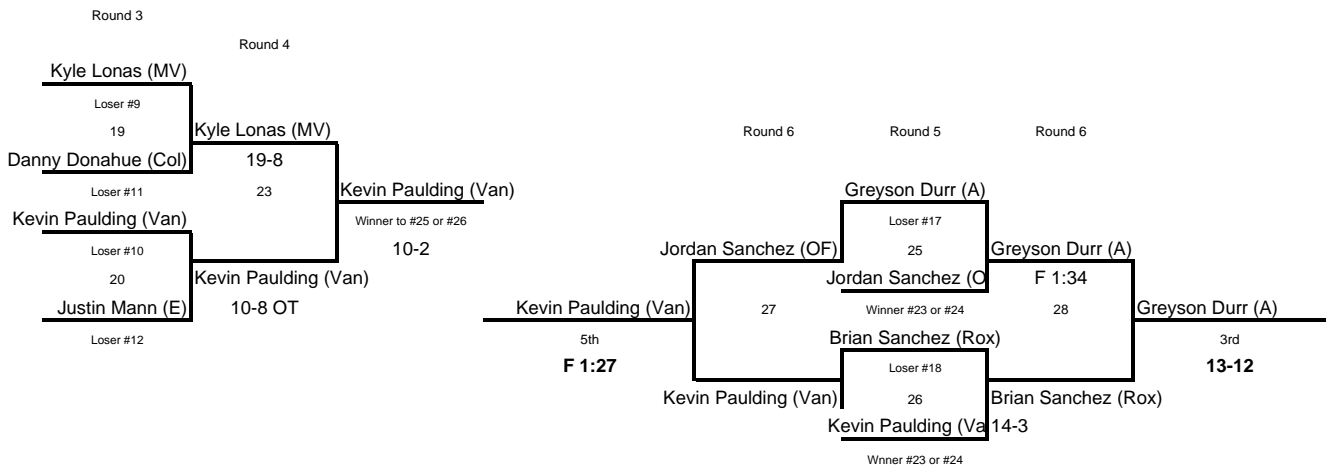 Round 3
Round 4
Kyle Lonas (MV)
Loser #9
19
Kyle Lonas (MV)
Danny Donahue (Col)
19-8
Loser #11
23
Kevin Paulding (Van)
Kevin Paulding (Van)
Winner to #25 or #26
Loser #10
10-2
20
Kevin Paulding (Van)
Justin Mann (E)
10-8 OT
Loser #12
Round 6
Round 5
Round 6
Greyson Durr (A)
Loser #17
Jordan Sanchez (OF)
25
Greyson Durr (A)
Jordan Sanchez (O
F 1:34
Kevin Paulding (Van)
27
Winner #23 or #24
28
Greyson Durr (A)
5th
Brian Sanchez (Rox)
3rd
F 1:27
Loser #18
13-12
Kevin Paulding (Van)
26
Brian Sanchez (Rox)
Kevin Paulding (Va
14-3
Wnner #23 or #24